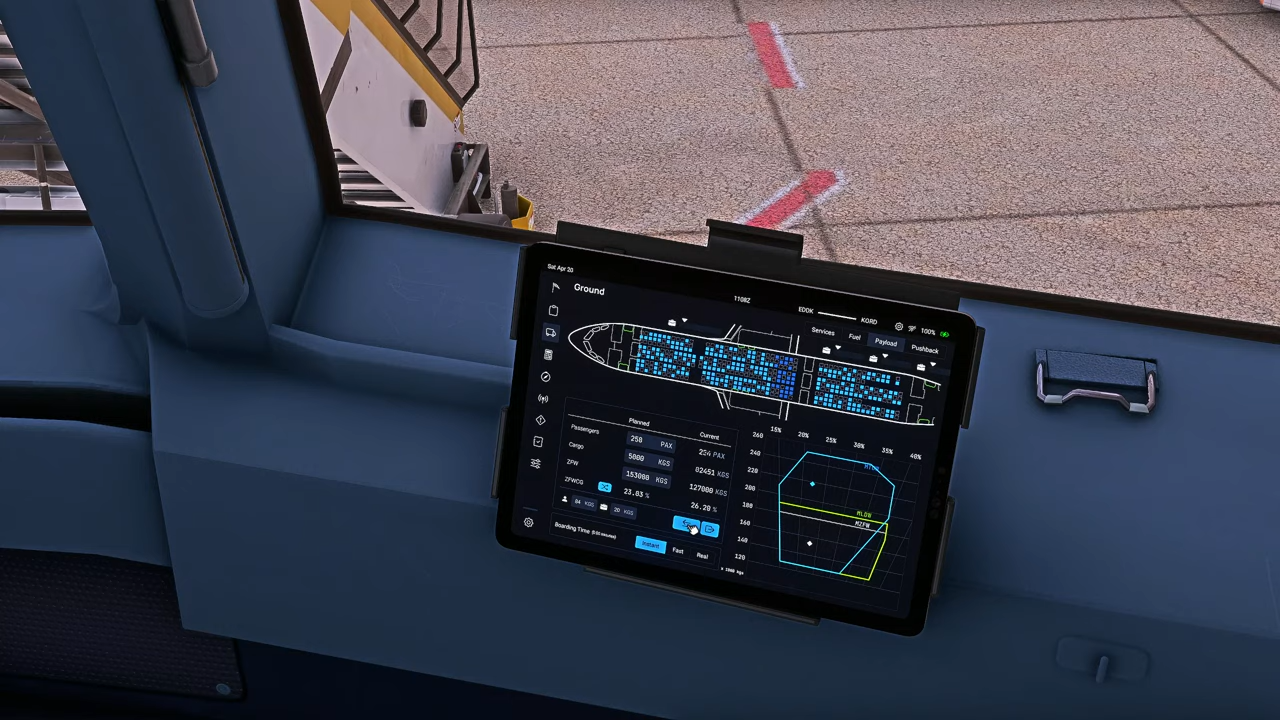 Sat Apr 20
Ground
1108Z
EDDK KORD
100%
Services Fuel Payload Pushback
Planned Current
Passengers 258 PAX PAX
Cargo 5000 KGS 02451 KGS
ZFW 153000 KGS 127000 KGS
ZFWCG 23.83 % 26.20 %
84 KGS 20 KGS
Boarding Time
Instant Fast Real
15% 20% 25% 30% 35% 40%
260
240
220
200
180
160
140
120
MTOW
MLDW
MZFW
x 1000 kgs